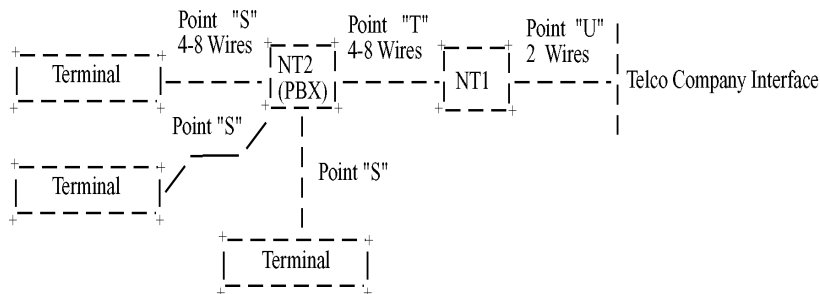 Point "S"
4-8 Wires
Point "T"
4-8 Wires
Point "U"
2 Wires
Terminal
NT2
(PBX)
NT1
Telco Company Interface
Point "S"
Terminal
Point "S"
Terminal